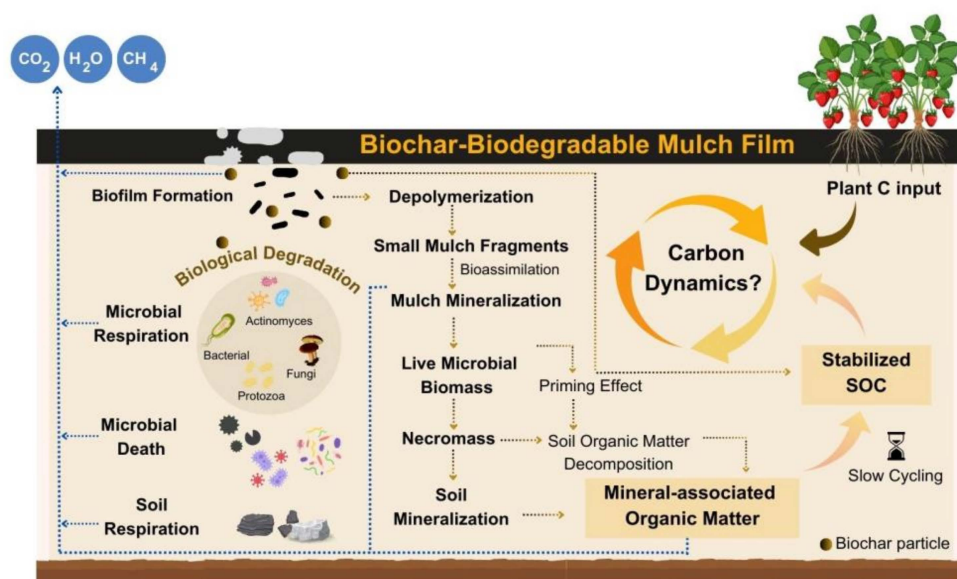 CO2 H2O CH4
Biochar-Biodegradable Mulch Film
Plant C input
Biofilm Formation
Depolymerization
Small Mulch Fragments
Bioassimilation
Mulch Mineralization
Carbon
Dynamics?
Biological Degradation
Actinomyces
Bacterial
Fungi
Protozoa
Microbial
Respiration
Live Microbial
Biomass
Priming Effect
Stabilized
SOC
Microbial
Death
Necromass
Soil Organic Matter
Decomposition
Slow Cycling
Soil
Respiration
Soil
Mineralization
Mineral-associated
Organic Matter
Biochar particle